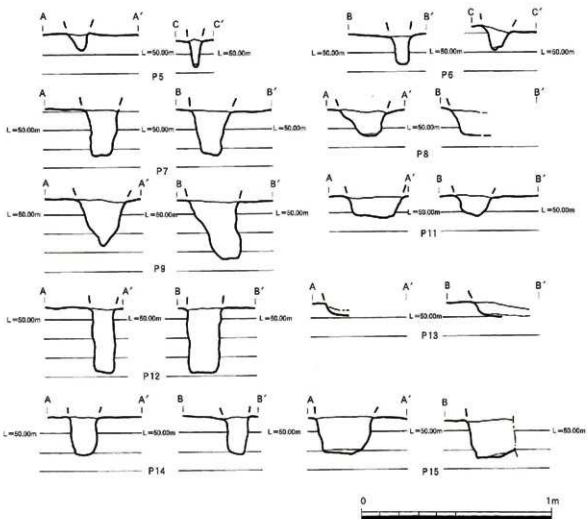 A A′ C C′ B B′ C C′
L=50.00m L=50.00m L=50.00m L=50.00m
P5 P6
A A′ B B′ A A′ B B′
L=50.00m L=50.00m L=50.00m L=50.00m
P7 P8
A A′ B B′ A A′ B B′
L=50.00m L=50.00m L=50.00m L=50.00m
P9 P11
A A′ B B′ A A′ B B′
L=50.00m L=50.00m L=50.00m L=50.00m
P12 P13
A A′ B B′ A A′ B
L=50.00m L=50.00m L=50.00m L=50.00m
P14 P15
0 1m